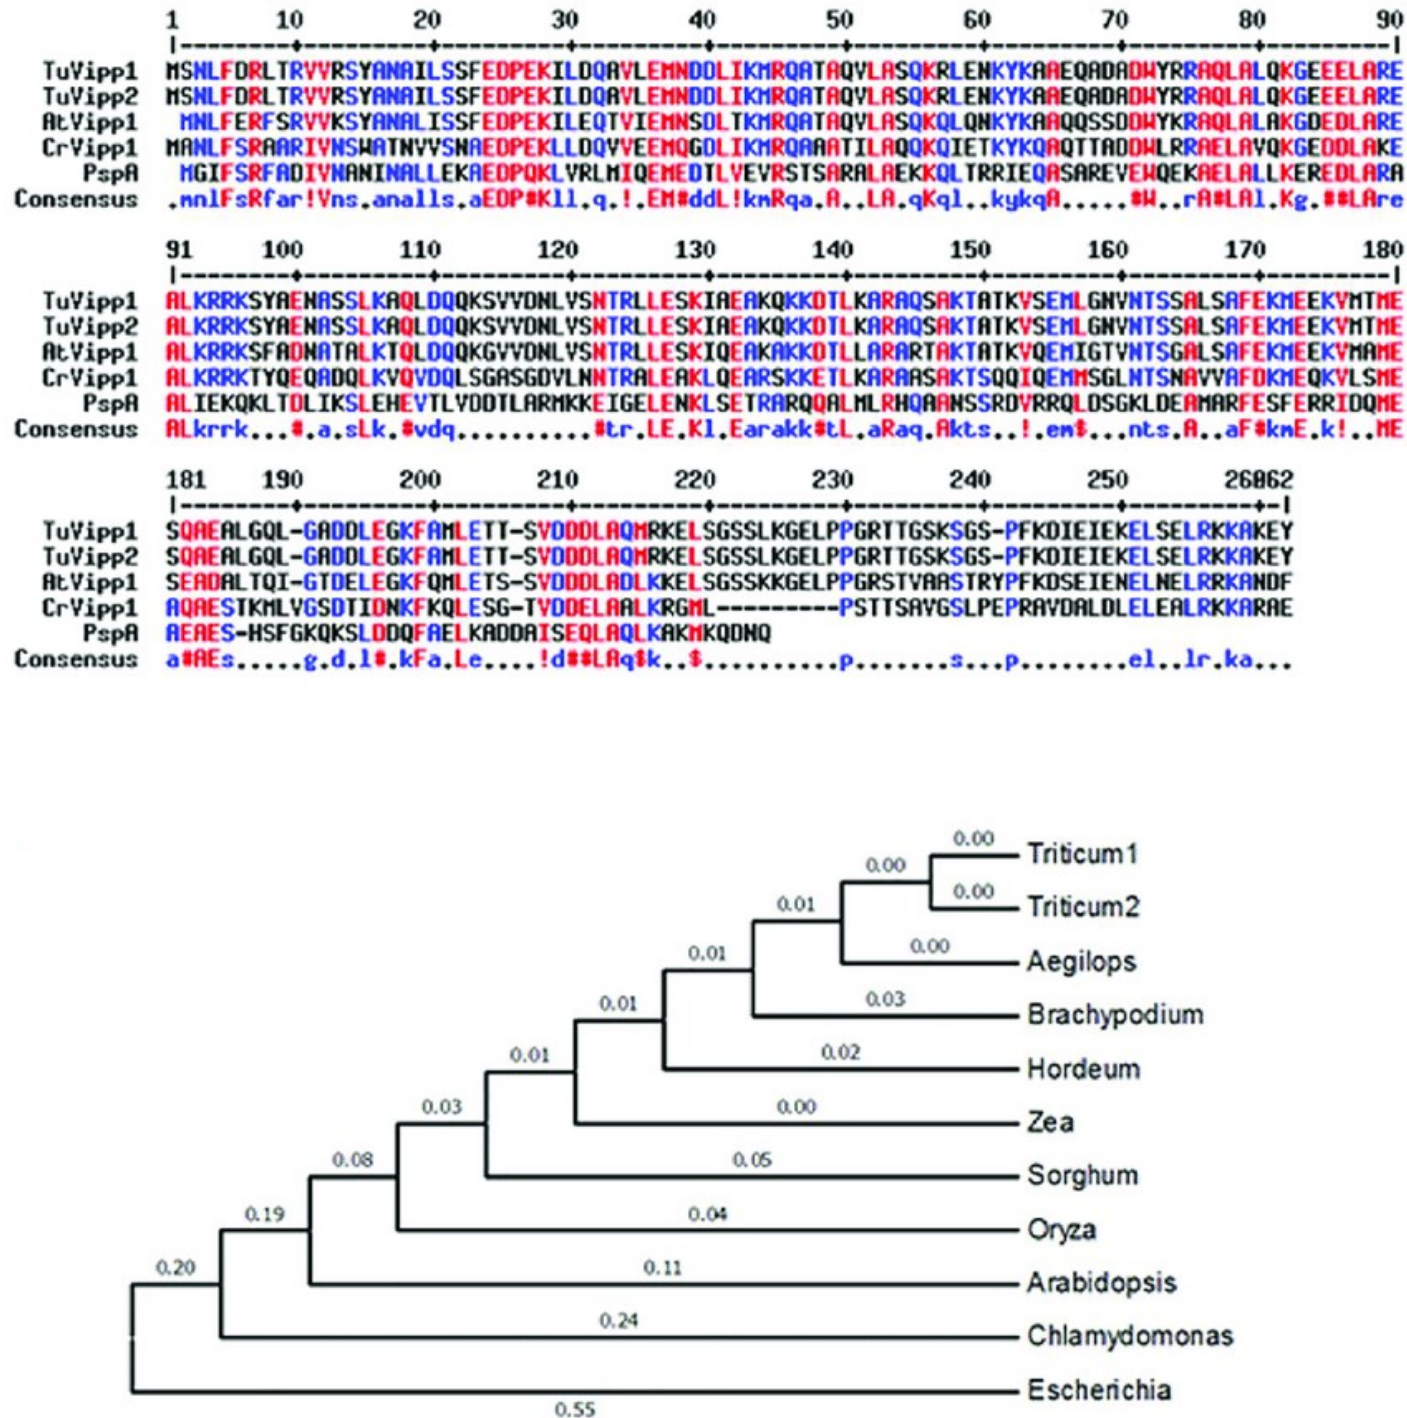 1 10 20 30 40 50 60 70 80 90
|--------+---------+---------+---------+---------+---------+---------+---------+---------|
TuVipp1 MSNLFDRLTRVVRSYANAILSSFEDPEKILDQAVLEMNDDLIKMRQATAQVLASQKRLENKYKAAEQADADWYRRAQLALQKGEEELARE
TuVipp2 MSNLFDRLTRVVRSYANAILSSFEDPEKILDQAVLEMNDDLIKMRQATAQVLASQKRLENKYKAAEQADADWYRRAQLALQKGEEELARE
AtVipp1 MNLFERFSRVVKSYANALISSFEDPEKILEQTVIEMNSDLTKMRQATAQVLASQKQLQNKYKAAQQSSDDWYKRAQLALAKGDEDLARE
CrVipp1 MANLFSRAARIVNSWATNVVSNAEDPEKLLDQVVEEMQGDLIKMRQAAATILAQQKQIETKYKQAQTTADDWLRRAELAVQKGEDDLAKE
PspA MGIFSRFADIVNANINALLEKAEDPQKLVRLMIQEMEDTLVEVRSTSARALAEKKQLTRRIEQASAREVEWQEKAELALLKEREDLARA
Consensus .mnlFsRfar!Vns.analls.aEDP#Kll.q.!.EM#ddL!kmRqa.A..LA.qKql..kykqA.....#W..rA#LAl.Kg.##LAre
91 100 110 120 130 140 150 160 170 180
|--------+---------+---------+---------+---------+---------+---------+---------+---------|
TuVipp1 ALKRRKSYAENASSLKAQLDQQKSVVDNLVSNTRLLESKIAEAKQKKDTLKARAQSAKTATKVSEMLGNVNTSSALSAFEKMEEKVMTME
TuVipp2 ALKRRKSYAENASSLKAQLDQQKSVVDNLVSNTRLLESKIAEAKQKKDTLKARAQSAKTATKVSEMLGNVNTSSALSAFEKMEEKVMTME
AtVipp1 ALKRRKSFADNATALKTQLDQQKGVVDNLVSNTRLLESKIQEAKAKKDTLLARARTAKTATKVQEMIGTVNTSGALSAFEKMEEKVMAME
CrVipp1 ALKRRKTYQEQADQLKVQVDQLSGASGDVLNNTRALEAKLQEARSKKETLKARAASAKTSQQIQEMMSGLNTSNAVVAFDKMEQKVLSME
PspA ALIEKQKLTDLIKSLEHEVTLVDDTLARMKKEIGELENKLSETRARQQALMLRHQAANSSRDVRRQLDSGKLDEAMARFESFERRIDQME
Consensus ALkrrk...#.a.sLk.#vdq..........#tr.LE.Kl.Earakk#tL.aRaq.Akts..!.em$...nts.A..aF#kmE.k!..ME
181 190 200 210 220 230 240 250 260262
|--------+---------+---------+---------+---------+---------+---------+---------+-|
TuVipp1 SQAEALGQL-GADDLEGKFAMLETT-SVDDDLAQMRKELSGSSLKGELPPGRTTGSKSGS-PFKDIEIEKELSELRKKAKEY
TuVipp2 SQAEALGQL-GADDLEGKFAMLETT-SVDDDLAQMRKELSGSSLKGELPPGRTTGSKSGS-PFKDIEIEKELSELRKKAKEY
AtVipp1 SEADALTQI-GTDELEGKFQMLETS-SVDDDLADLKKELSGSSKKGELPPGRSTVAASTRYPFKDSEIENELNELRRKANDF
CrVipp1 AQAESTKMLVGSDTIDNKFKQLESG-TVDDELAALKRGML---------PSTTSAVGSLPEPRAVDALDLELEALRKKARAE
PspA AEAES-HSFGKQKSLDDQFAELKADDAISEQLAQLKAKMKQDNQ
Consensus a#AEs.....g.d.l#.kFa.Le....!d##LAq$k..$.........p.......s...p........el..lr.ka...
0.00
Triticum1
0.00
0.00
Triticum2
0.01
0.00
Aegilops
0.01
0.03
Brachypodium
0.01
0.02
Hordeum
0.01
0.00
Zea
0.03
0.05
Sorghum
0.08
0.04
Oryza
0.19
0.11
Arabidopsis
0.20
0.24
Chlamydomonas
Escherichia
0.55